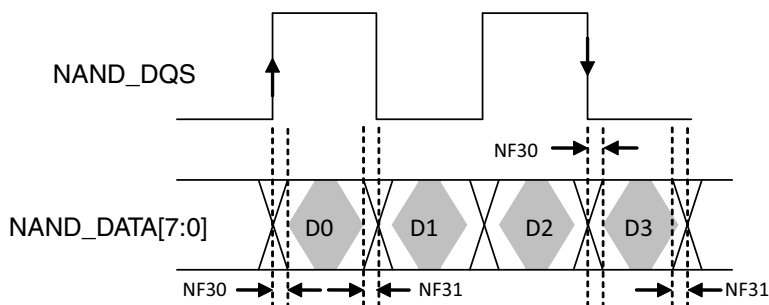 NAND_DQS
NF30
NAND_DATA[7:0]
D0 D1 D2 D3
NF30 NF31 NF31